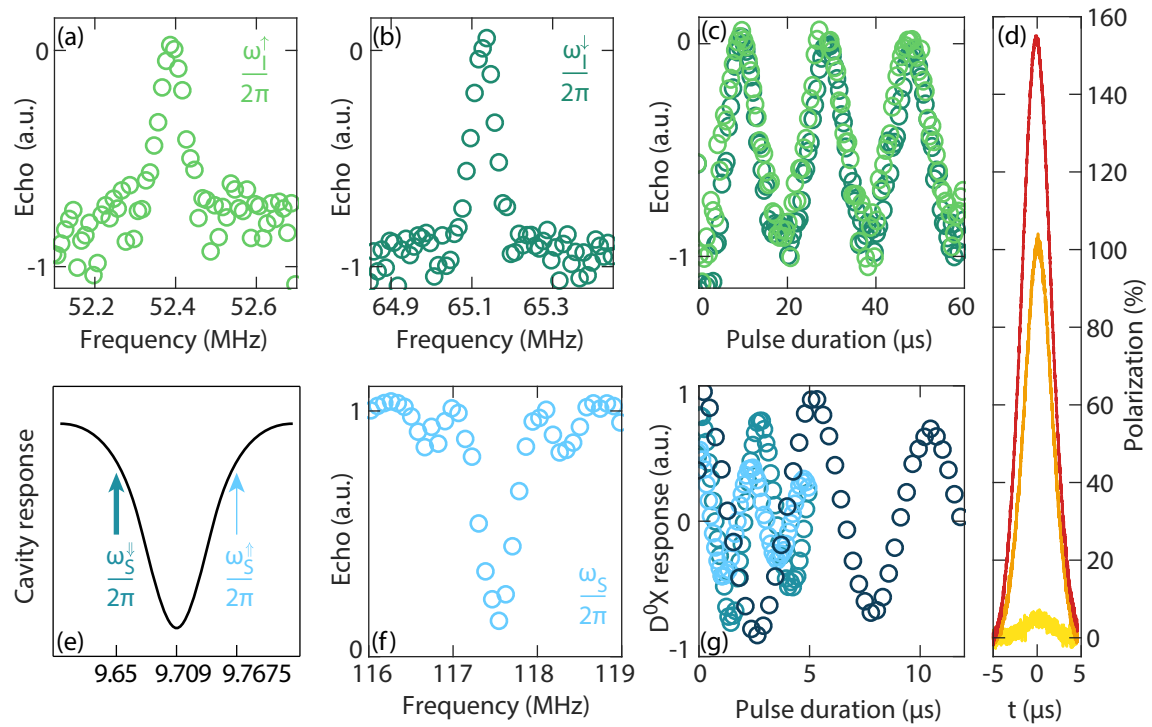 (a)
ω_I^↑
2π
0
-1
Echo (a.u.)
52.2
52.4
52.6
Frequency (MHz)
(b)
ω_I^↓
2π
0
-1
Echo (a.u.)
64.9
65.1
65.3
Frequency (MHz)
(c)
0
-1
Echo (a.u.)
0
20
40
60
Pulse duration (μs)
(d)
160
140
120
100
80
60
40
20
0
Polarization (%)
-5
0
5
t (μs)
(e)
Cavity response
ω_S^⇓
2π
ω_S^⇑
2π
9.65
9.709
9.7675
(f)
1
0
Echo (a.u.)
ω_S
2π
116
117
118
119
Frequency (MHz)
(g)
1
0
-1
D⁰X response (a.u.)
0
5
10
Pulse duration (μs)